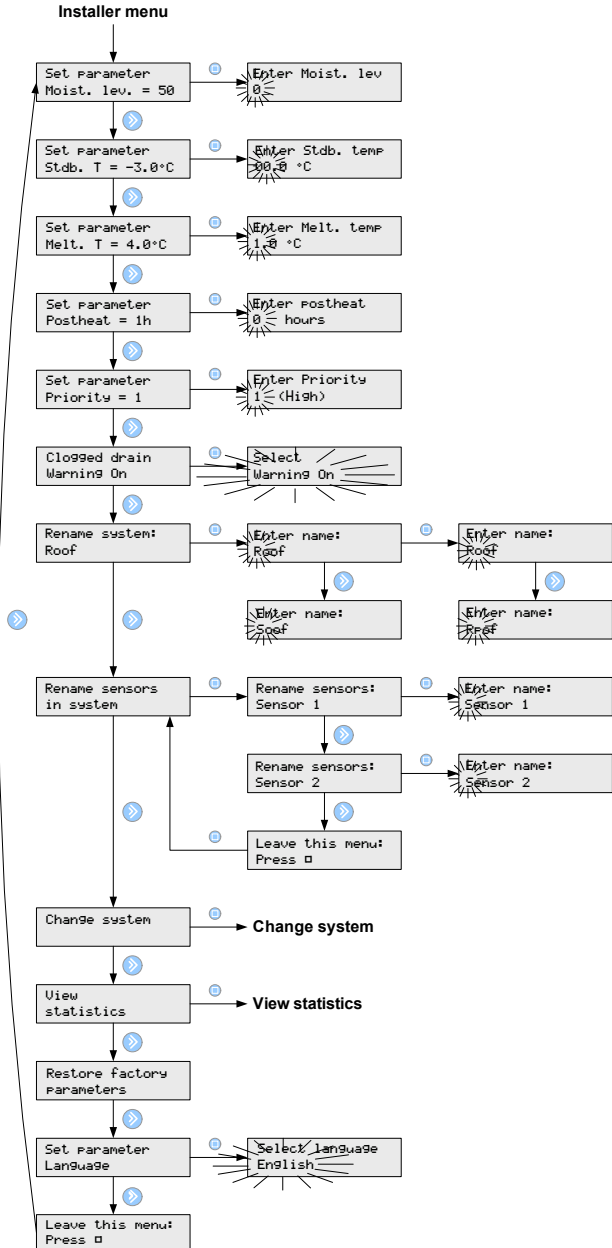 Installer menu
Set parameter
Moist. lev. = 50
Enter Moist. lev
0
Set parameter
Stdb. T = -3.0°C
Enter Stdb. temp
00.0 °C
Set parameter
Melt. T = 4.0°C
Enter Melt. temp
1.0 °C
Set parameter
Postheat = 1h
Enter postheat
0 hours
Set parameter
Priority = 1
Enter Priority
1 (High)
Clogged drain
Warning On
Select
Warning On
Rename system:
Roof
Enter name:
Roof
Enter name:
Roof
Enter name:
Soof
Enter name:
Rpof
Rename sensors
in system
Rename sensors:
Sensor 1
Enter name:
Sensor 1
Rename sensors:
Sensor 2
Enter name:
Sensor 2
Leave this menu:
Press □
Change system
Change system
View
statistics
View statistics
Restore factory
parameters
Set parameter
Language
Select language
English
Leave this menu:
Press □